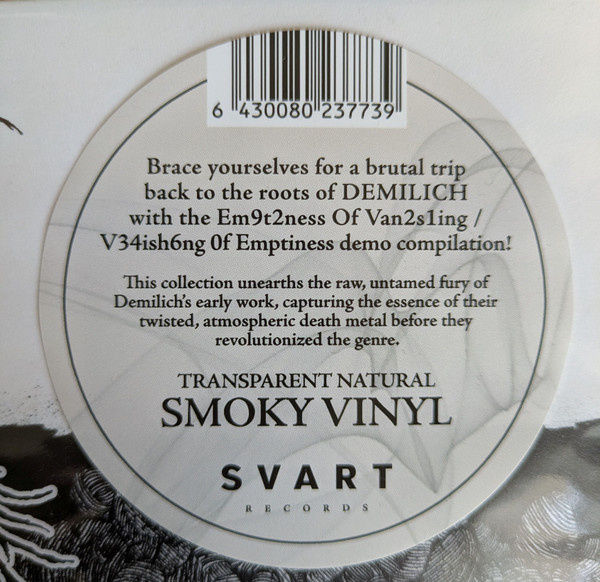 6 430080 237739
Brace yourselves for a brutal trip
back to the roots of DEMILICH
with the Em9t2ness Of Van2s1ing /
V34ish6ng 0f Emptiness demo compilation!
This collection unearths the raw, untamed fury of
Demilich's early work, capturing the essence of their
twisted, atmospheric death metal before they
revolutionized the genre.
TRANSPARENT NATURAL
SMOKY VINYL
SVART
RECORDS